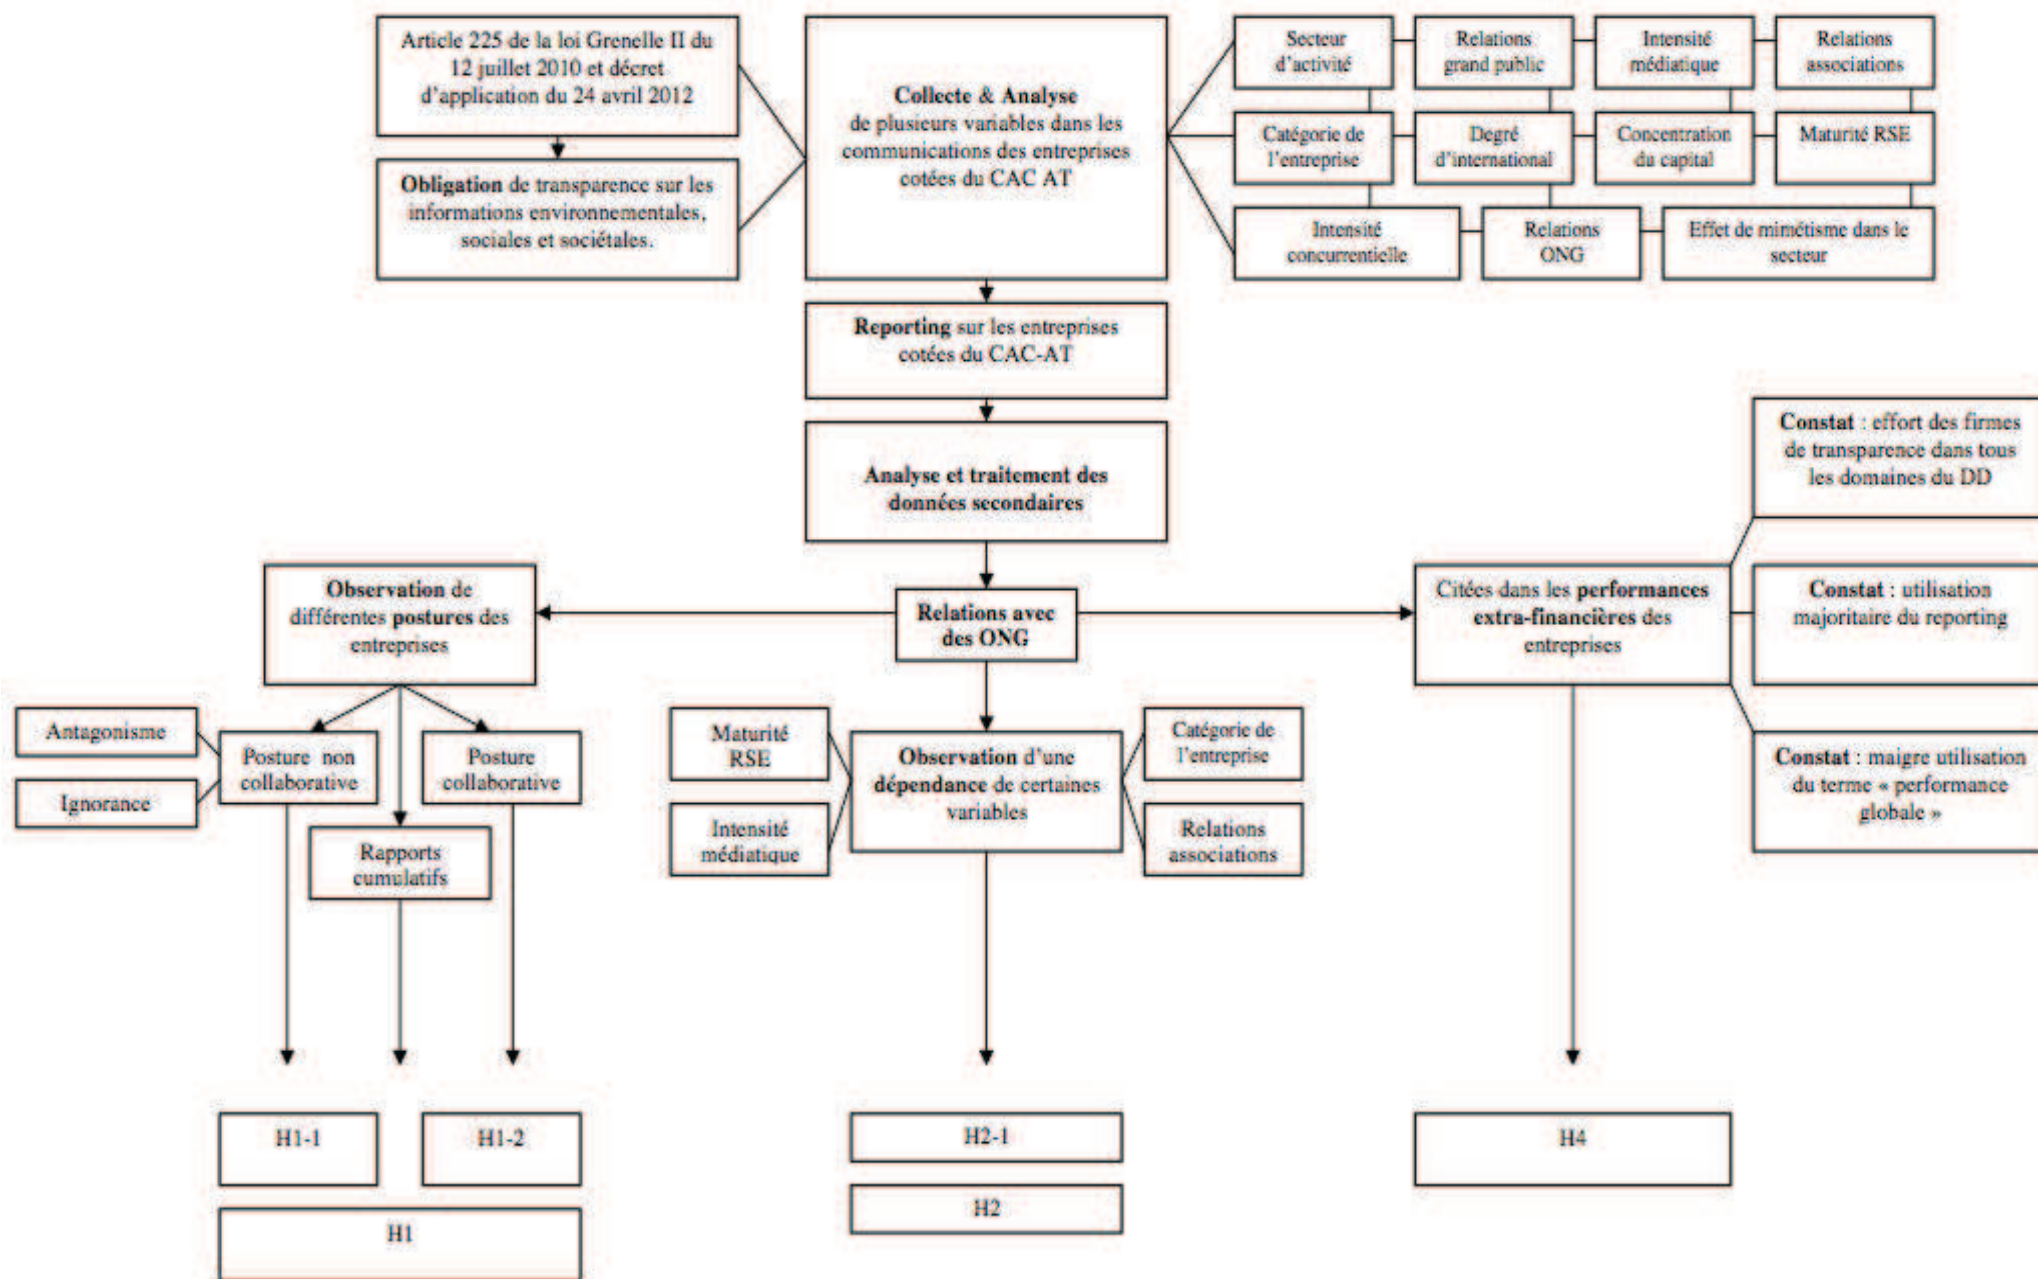 Article 225 de la loi Grenelle II du
12 juillet 2010 et décret
d'application du 24 avril 2012
Obligation de transparence sur les
informations environnementales,
sociales et sociétales.
Collecte & Analyse
de plusieurs variables dans les
communications des entreprises
cotées du CAC AT
Secteur
d'activité
Relations
grand public
Intensité
médiatique
Relations
associations
Catégorie de
l'entreprise
Degré
d'international
Concentration
du capital
Maturité RSE
Intensité
concurrentielle
Relations
ONG
Effet de mimétisme dans le
secteur
Reporting sur les entreprises
cotées du CAC-AT
Analyse et traitement des
données secondaires
Relations avec
des ONG
Observation de
différentes postures des
entreprises
Citées dans les performances
extra-financières des
entreprises
Constat : effort des firmes
de transparence dans tous
les domaines du DD
Constat : utilisation
majoritaire du reporting
Constat : maigre utilisation
du terme « performance
globale »
Antagonisme
Ignorance
Posture non
collaborative
Posture
collaborative
Rapports
cumulatifs
Maturité
RSE
Intensité
médiatique
Observation d'une
dépendance de certaines
variables
Catégorie de
l'entreprise
Relations
associations
H1-1
H1-2
H1
H2-1
H2
H4